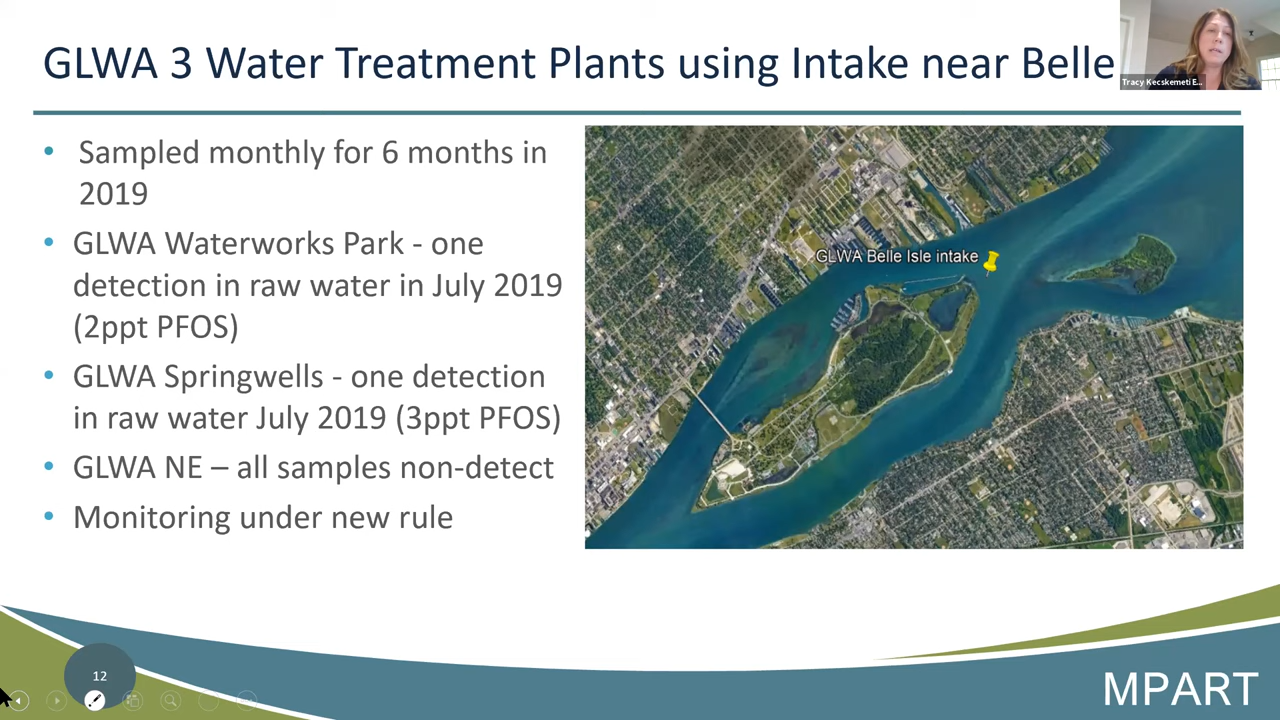 GLWA 3 Water Treatment Plants using Intake near Belle
Tracy Kecskemeti E...
• Sampled monthly for 6 months in
2019
• GLWA Waterworks Park - one
detection in raw water in July 2019
(2ppt PFOS)
• GLWA Springwells - one detection
in raw water July 2019 (3ppt PFOS)
• GLWA NE – all samples non-detect
• Monitoring under new rule
GLWA Belle Isle intake
12
MPART